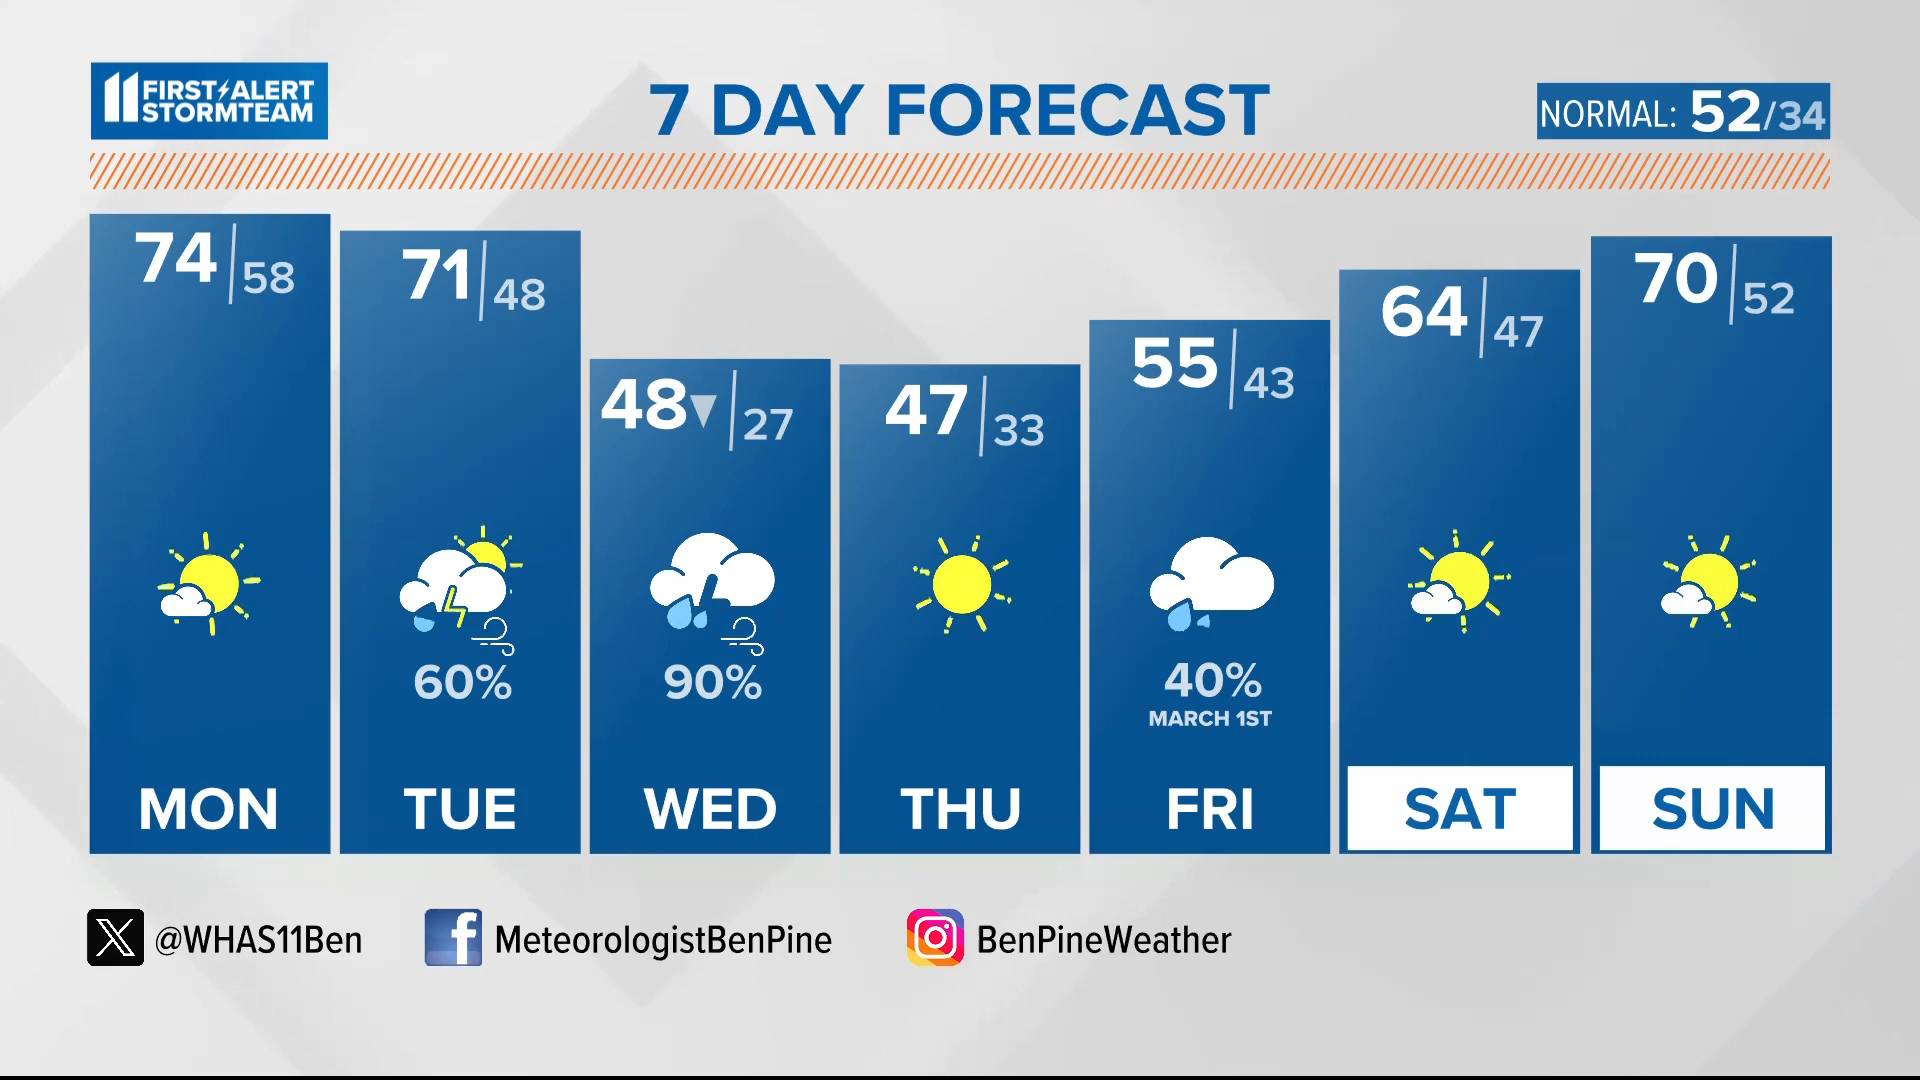 11 FIRST ALERT
STORMTEAM
7 DAY FORECAST
NORMAL: 52/34
74/58
71/48
48▼/27
47/33
55/43
64/47
70/52
60%
90%
40%
MARCH 1ST
MON
TUE
WED
THU
FRI
SAT
SUN
X @WHAS11Ben
f MeteorologistBenPine
BenPineWeather